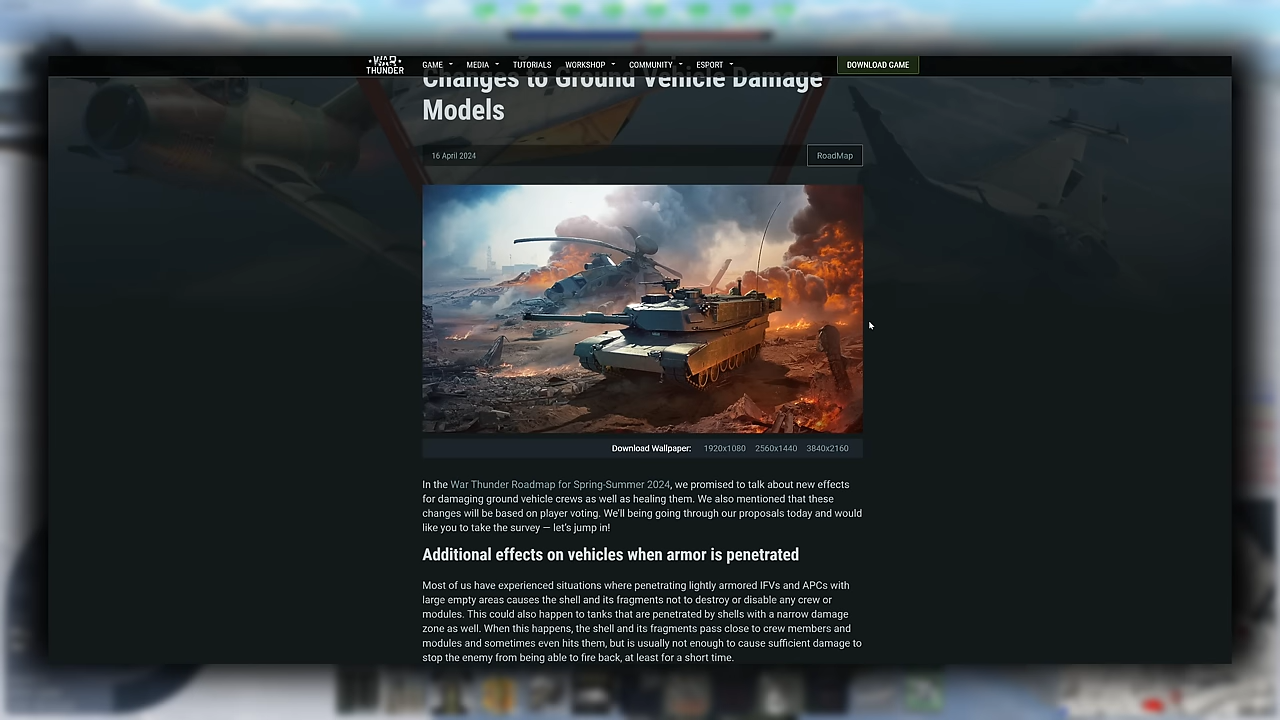 WAR THUNDER
GAME MEDIA TUTORIALS WORKSHOP COMMUNITY ESPORT DOWNLOAD GAME
Changes to Ground Vehicle Damage
Models
16 April 2024 RoadMap
Download Wallpaper: 1920x1080 2560x1440 3840x2160
In the War Thunder Roadmap for Spring-Summer 2024, we promised to talk about new effects
for damaging ground vehicle crews as well as healing them. We also mentioned that these
changes will be based on player voting. We'll being going through our proposals today and would
like you to take the survey — let's jump in!
Additional effects on vehicles when armor is penetrated
Most of us have experienced situations where penetrating lightly armored IFVs and APCs with
large empty areas causes the shell and its fragments not to destroy or disable any crew or
modules. This could also happen to tanks that are penetrated by shells with a narrow damage
zone as well. When this happens, the shell and its fragments pass close to crew members and
modules and sometimes even hits them, but is usually not enough to cause sufficient damage to
stop the enemy from being able to fire back, at least for a short time.